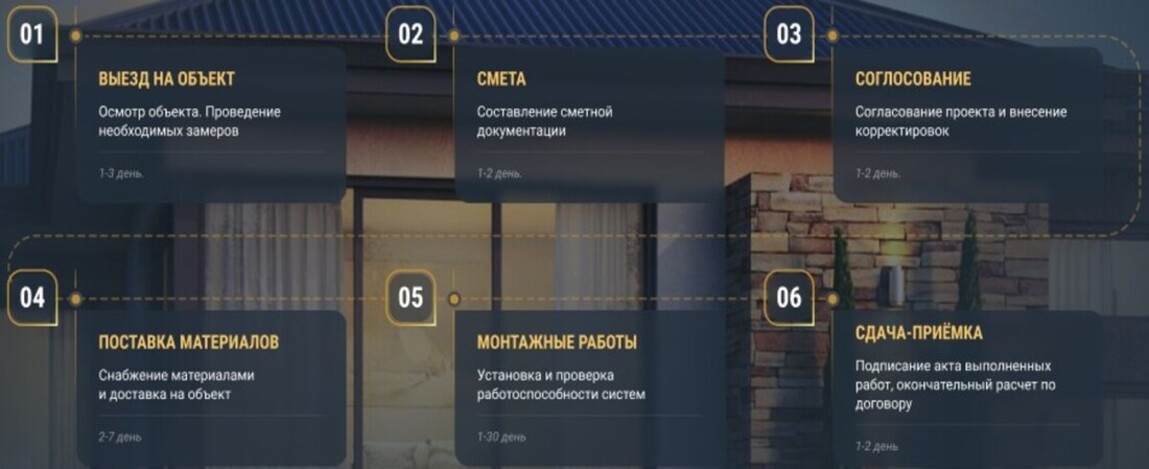 01
ВЫЕЗД НА ОБЪЕКТ
Осмотр объекта. Проведение
необходимых замеров
1-3 день.
02
СМЕТА
Составление сметной
документации
1-2 день.
03
СОГЛОСОВАНИЕ
Согласование проекта и внесение
корректировок
1-2 день.
04
ПОСТАВКА МАТЕРИАЛОВ
Снабжение материалами
и доставка на объект
2-7 день
05
МОНТАЖНЫЕ РАБОТЫ
Установка и проверка
работоспособности систем
1-30 день
06
СДАЧА-ПРИЁМКА
Подписание акта выполненных
работ, окончательный расчет по
договору
1-2 день